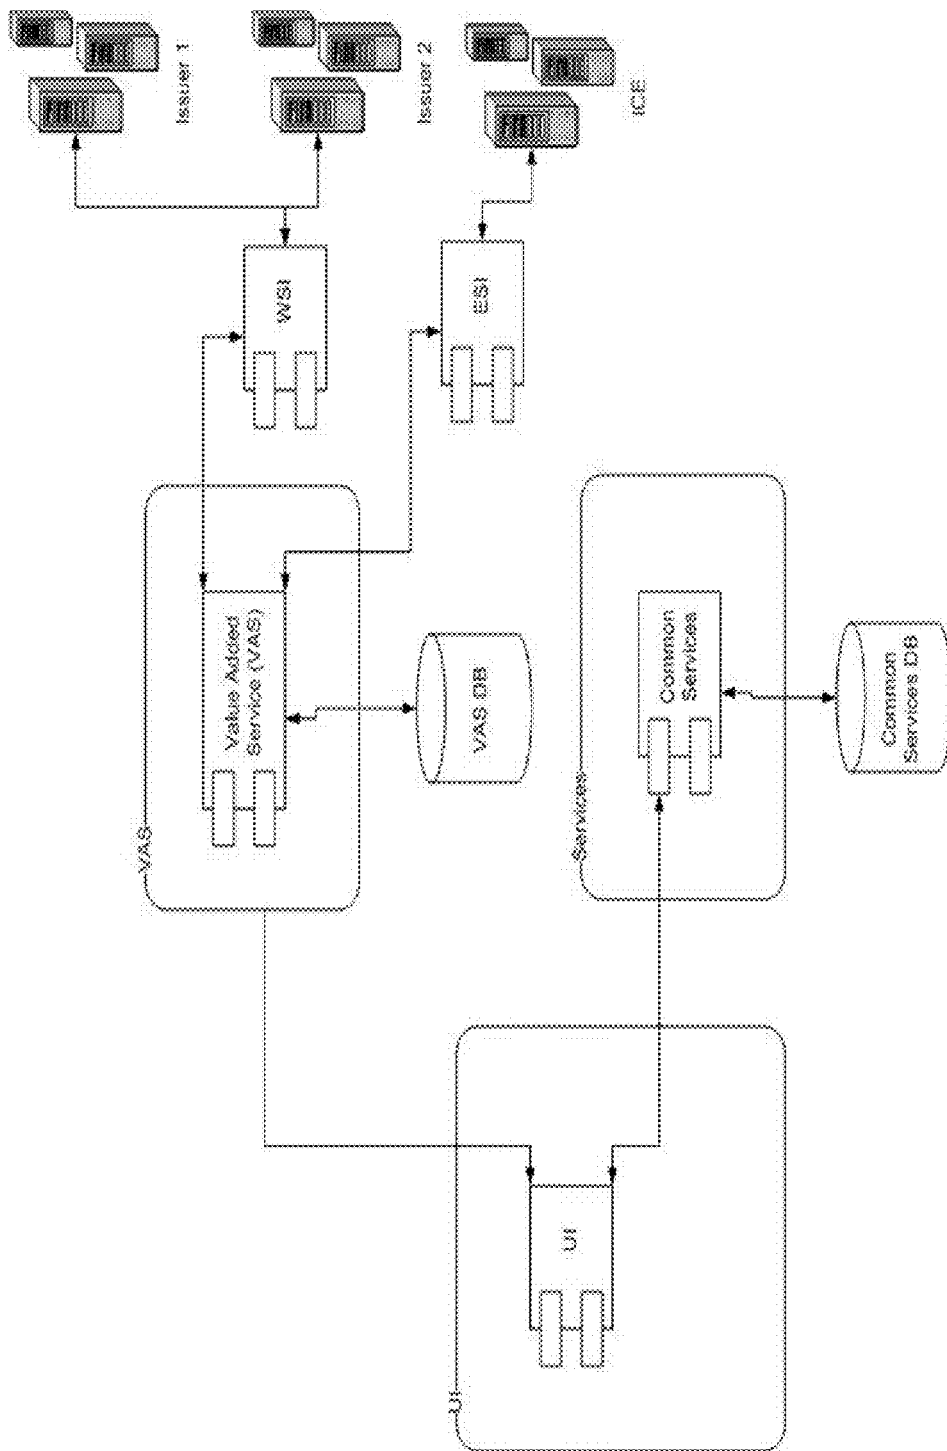 Issuer 1
Issuer 2
ICE
WSI
ESI
VAS
Value Added
Service (VAS)
VAS DB
Services
Common
Services
Common
Services DB
UI
UI